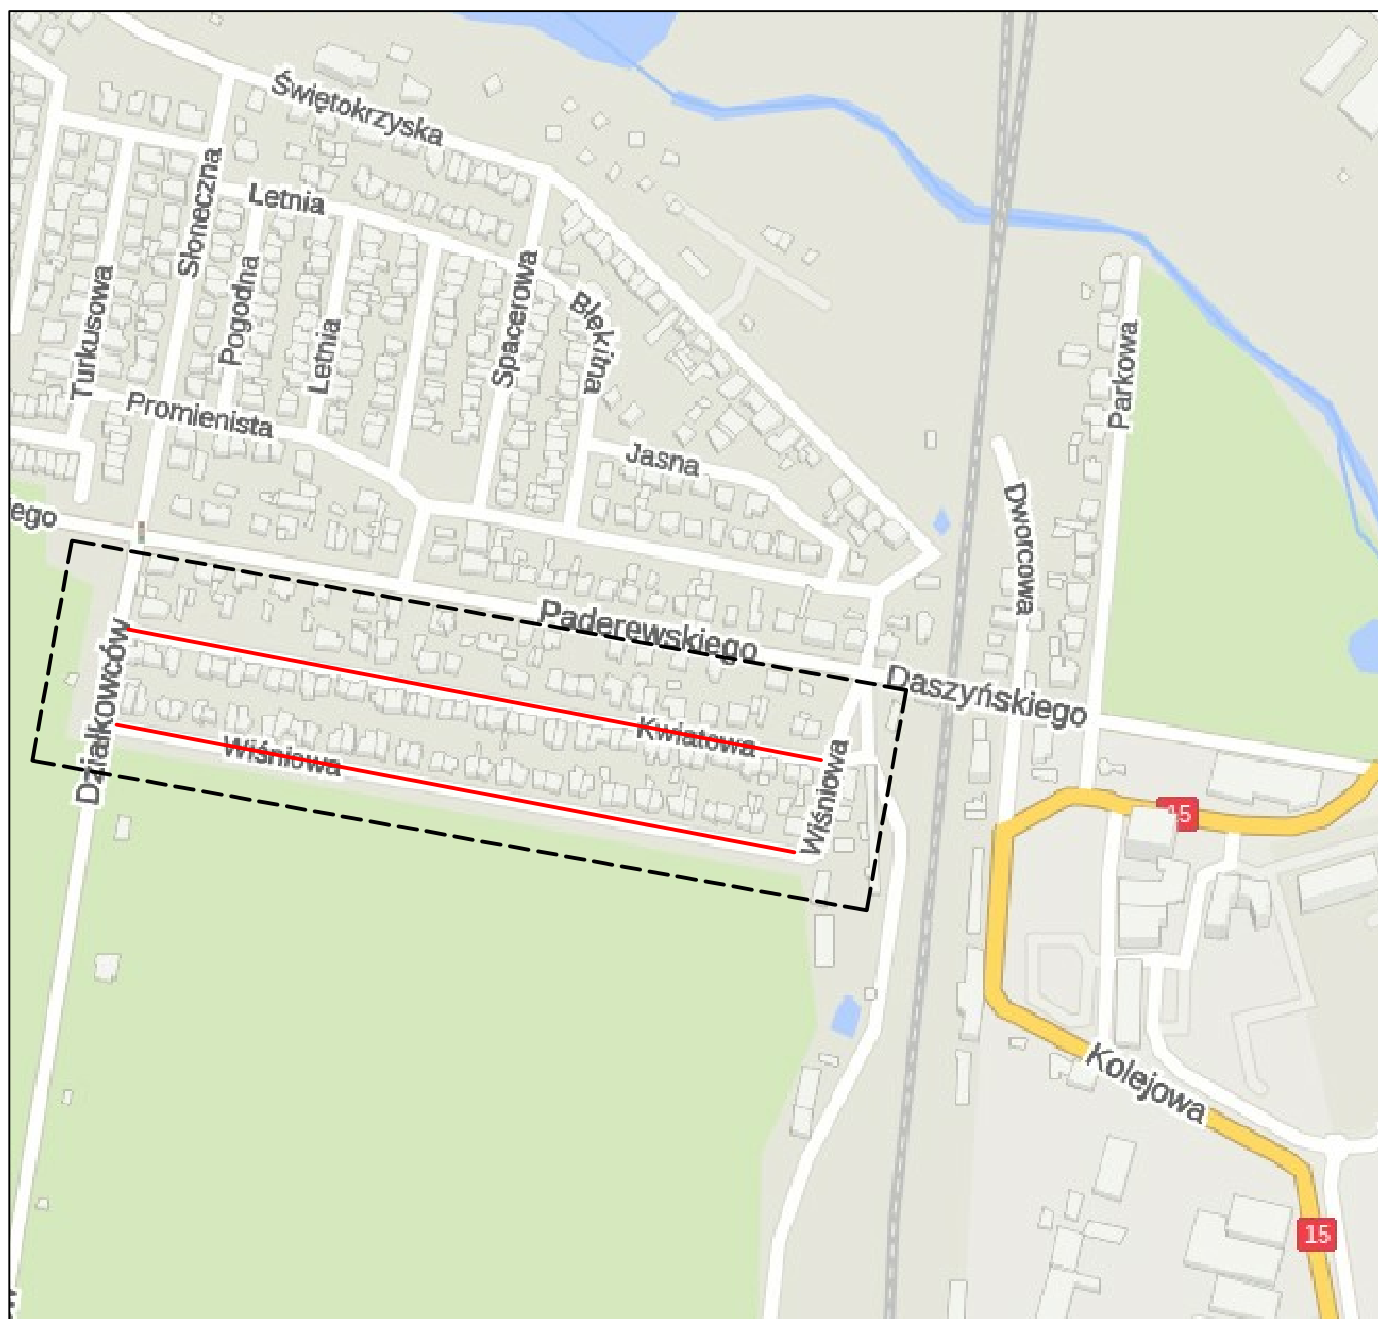 Świętokrzyska
Słoneczna
Letnia
Pogodna
Turkusowa
Letnia
Spacerowa
Błękitna
Parkowa
Promienista
Jasna
ego
Dworcowa
Paderewskiego
Daszyńskiego
Działkowców
Kwiatowa
Wiśniowa
Wiśniowa
15
Kolejowa
15